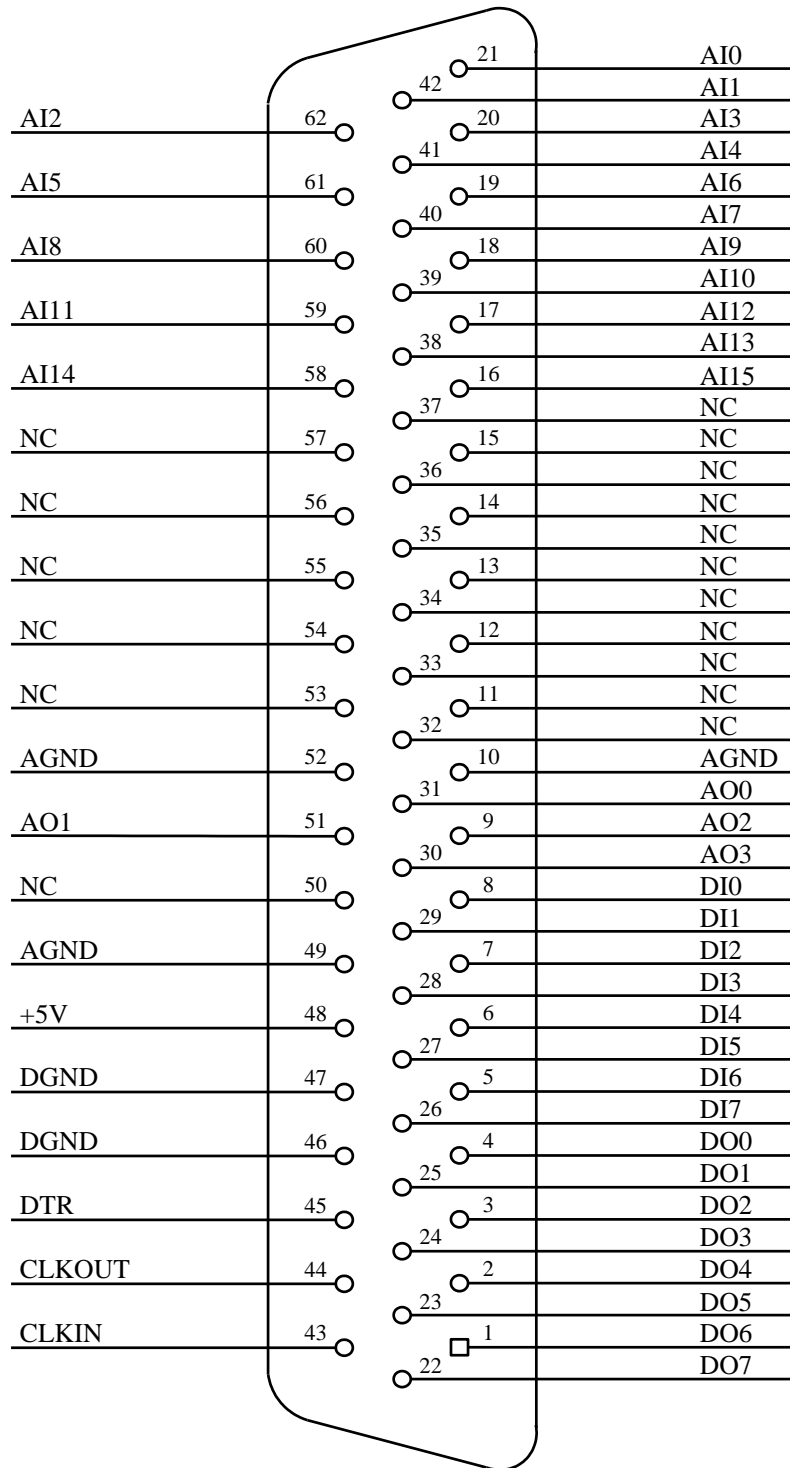 21 AI0
42 AI1
AI2 62 20 AI3
41 AI4
AI5 61 19 AI6
40 AI7
AI8 60 18 AI9
39 AI10
AI11 59 17 AI12
38 AI13
AI14 58 16 AI15
37 NC
NC 57 15 NC
36 NC
NC 56 14 NC
35 NC
NC 55 13 NC
34 NC
NC 54 12 NC
33 NC
NC 53 11 NC
32 NC
AGND 52 10 AGND
31 AO0
AO1 51 9 AO2
30 AO3
NC 50 8 DI0
29 DI1
AGND 49 7 DI2
28 DI3
+5V 48 6 DI4
27 DI5
DGND 47 5 DI6
26 DI7
DGND 46 4 DO0
25 DO1
DTR 45 3 DO2
24 DO3
CLKOUT 44 2 DO4
23 DO5
CLKIN 43 1 DO6
22 DO7